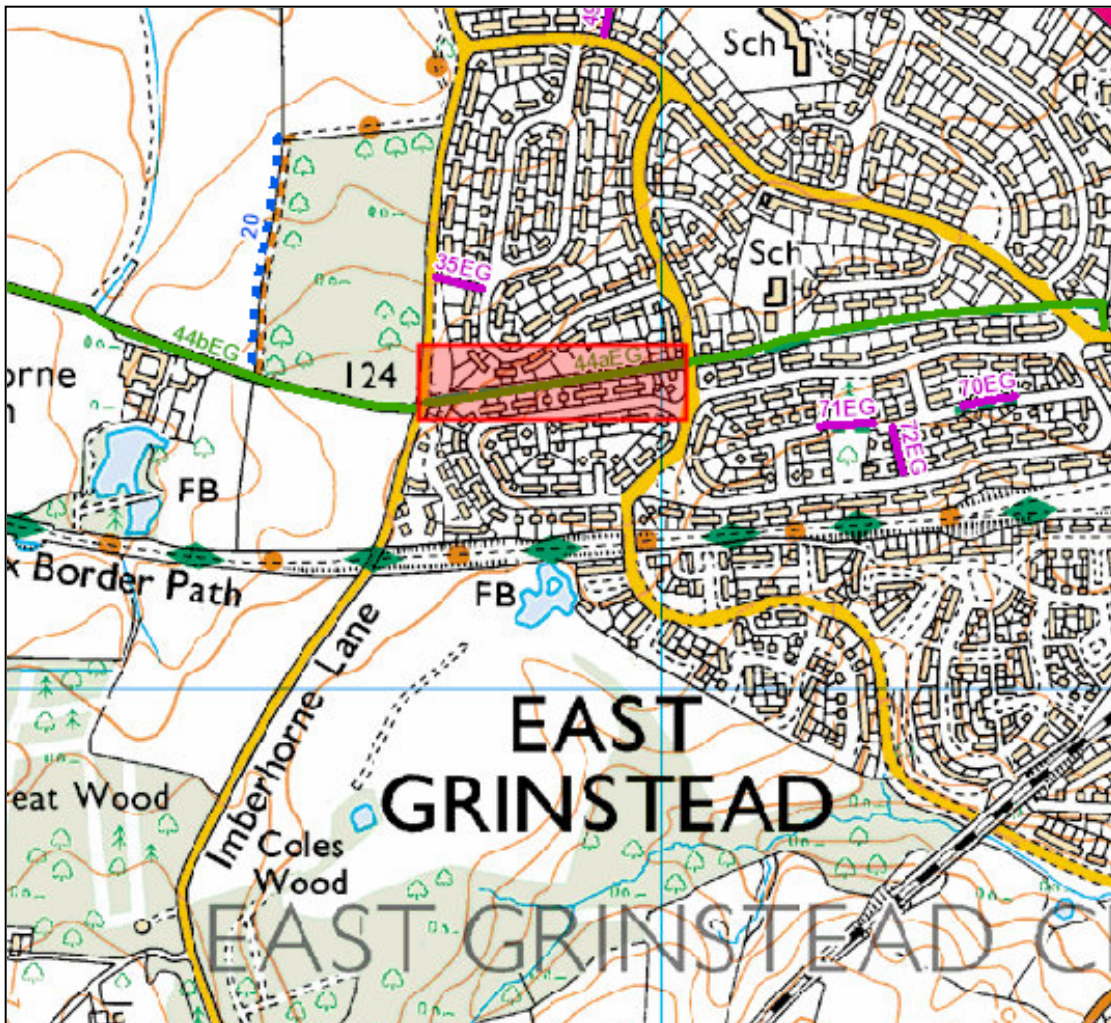 Sch
Sch
35EG
20
44bEG
44aEG
124
orne
71EG
70EG
72EG
FB
x Border Path
FB
Imberhorne Lane
EAST
GRINSTEAD
eat Wood
Coles
Wood
EAST GRINSTEAD C